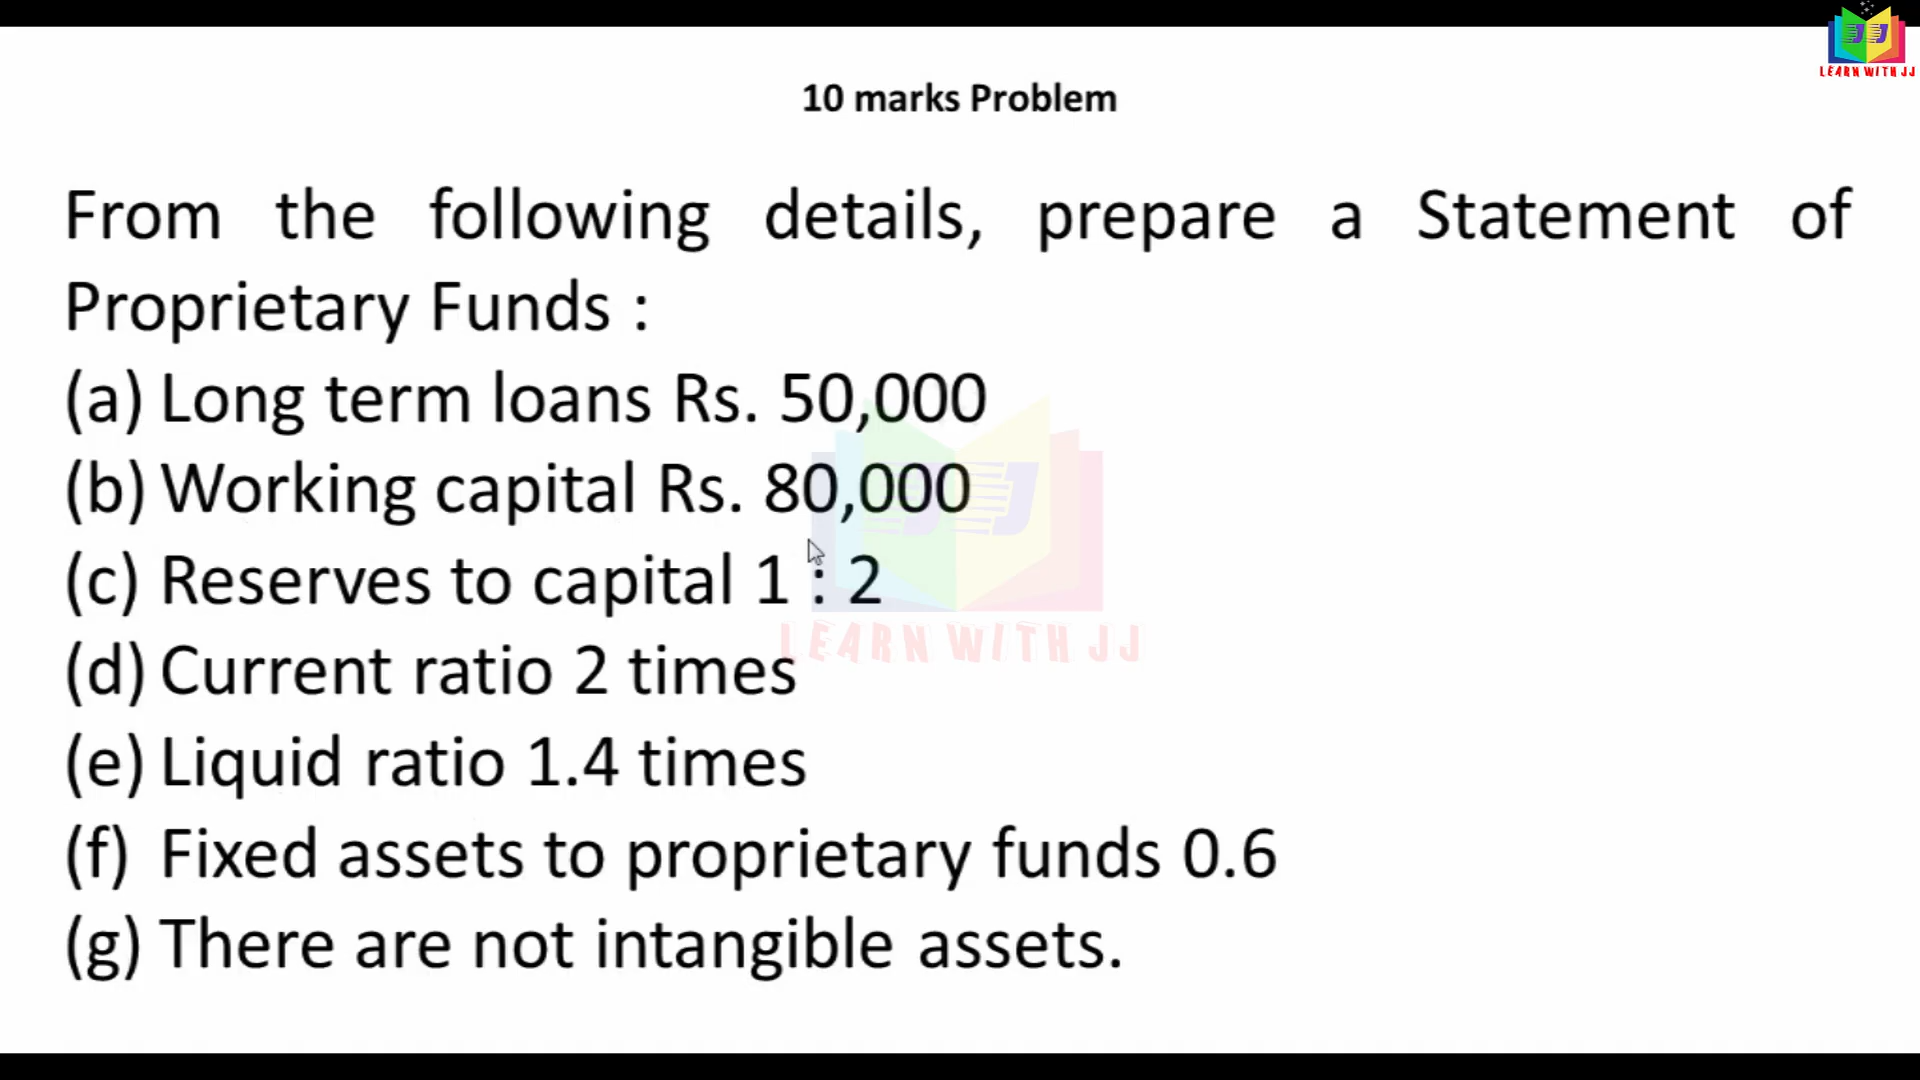 LEARN WITH JJ
10 marks Problem
From the following details, prepare a Statement of
Proprietary Funds :
(a) Long term loans Rs. 50,000
(b) Working capital Rs. 80,000
(c) Reserves to capital 1 : 2
LEARN WITH JJ
(d) Current ratio 2 times
(e) Liquid ratio 1.4 times
(f) Fixed assets to proprietary funds 0.6
(g) There are not intangible assets.